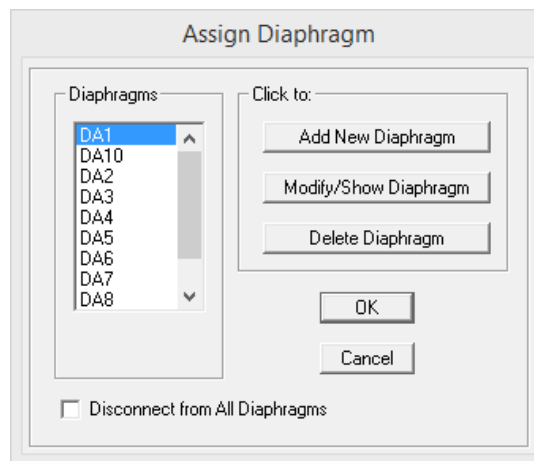 Assign Diaphragm
Diaphragms
DA1
DA10
DA2
DA3
DA4
DA5
DA6
DA7
DA8
Click to:
Add New Diaphragm
Modify/Show Diaphragm
Delete Diaphragm
OK
Cancel
Disconnect from All Diaphragms